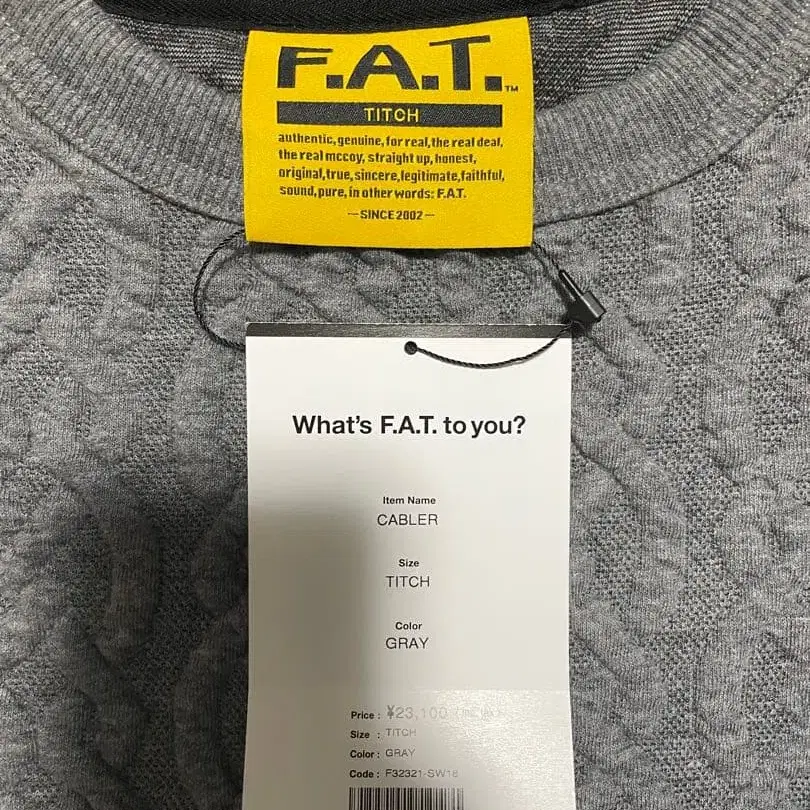 F.A.T.™
TITCH
authentic, genuine, for real, the real deal,
the real mccoy, straight up, honest,
original, true, sincere, legitimate, faithful,
sound, pure, in other words: F.A.T.
—SINCE 2002—
What's F.A.T. to you?
Item Name
CABLER
Size
TITCH
Color
GRAY
Price : ¥23,100
Size : TITCH
Color : GRAY
Code : F32321-SW18